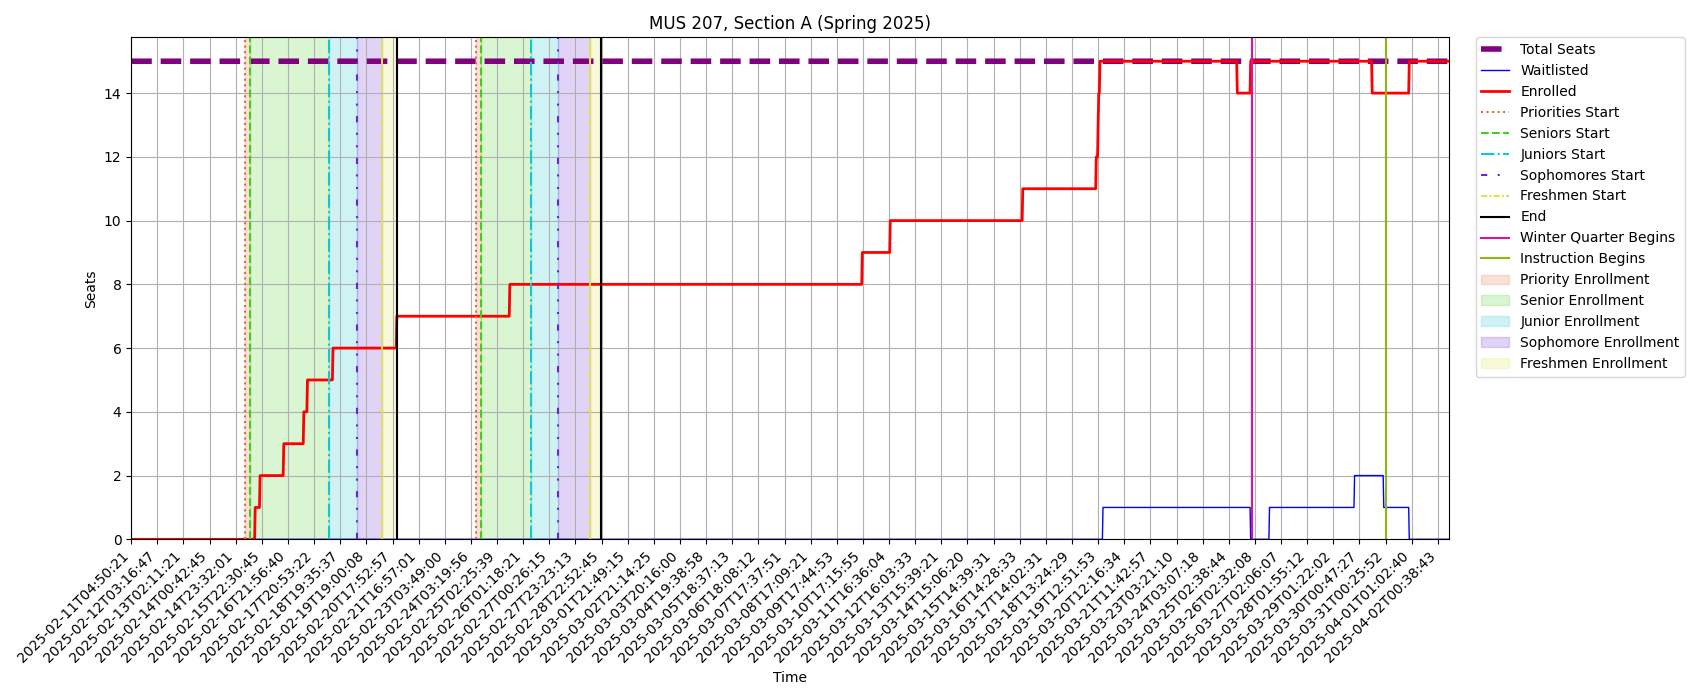 MUS 207, Section A (Spring 2025)
Seats
14
12
10
8
6
4
2
0
2025-02-11T04:50:21
2025-02-12T03:16:47
2025-02-13T02:11:21
2025-02-14T00:42:45
2025-02-14T23:32:01
2025-02-15T22:30:45
2025-02-16T21:56:40
2025-02-17T20:53:22
2025-02-18T19:35:37
2025-02-19T19:00:08
2025-02-20T17:52:57
2025-02-21T16:57:01
2025-02-24T03:49:00
2025-02-24T03:19:56
2025-02-25T02:25:39
2025-02-26T01:18:21
2025-02-27T00:26:15
2025-02-27T23:23:13
2025-02-28T22:52:45
2025-03-01T21:49:15
2025-03-02T21:14:25
2025-03-03T20:16:00
2025-03-04T19:38:58
2025-03-05T18:37:13
2025-03-06T18:08:12
2025-03-07T17:37:51
2025-03-08T17:09:21
2025-03-09T17:44:53
2025-03-10T17:15:55
2025-03-11T16:36:04
2025-03-12T16:03:33
2025-03-13T15:39:21
2025-03-14T15:06:20
2025-03-15T14:39:31
2025-03-16T14:28:33
2025-03-17T14:02:31
2025-03-18T13:24:29
2025-03-19T12:51:53
2025-03-20T12:16:34
2025-03-21T11:42:57
2025-03-23T03:21:10
2025-03-24T03:07:18
2025-03-25T02:38:44
2025-03-26T02:32:08
2025-03-27T02:06:07
2025-03-28T01:55:12
2025-03-29T01:22:02
2025-03-30T00:47:27
2025-03-31T00:25:52
2025-04-01T01:02:40
2025-04-02T00:38:43
Time
Total Seats
Waitlisted
Enrolled
Priorities Start
Seniors Start
Juniors Start
Sophomores Start
Freshmen Start
End
Winter Quarter Begins
Instruction Begins
Priority Enrollment
Senior Enrollment
Junior Enrollment
Sophomore Enrollment
Freshmen Enrollment